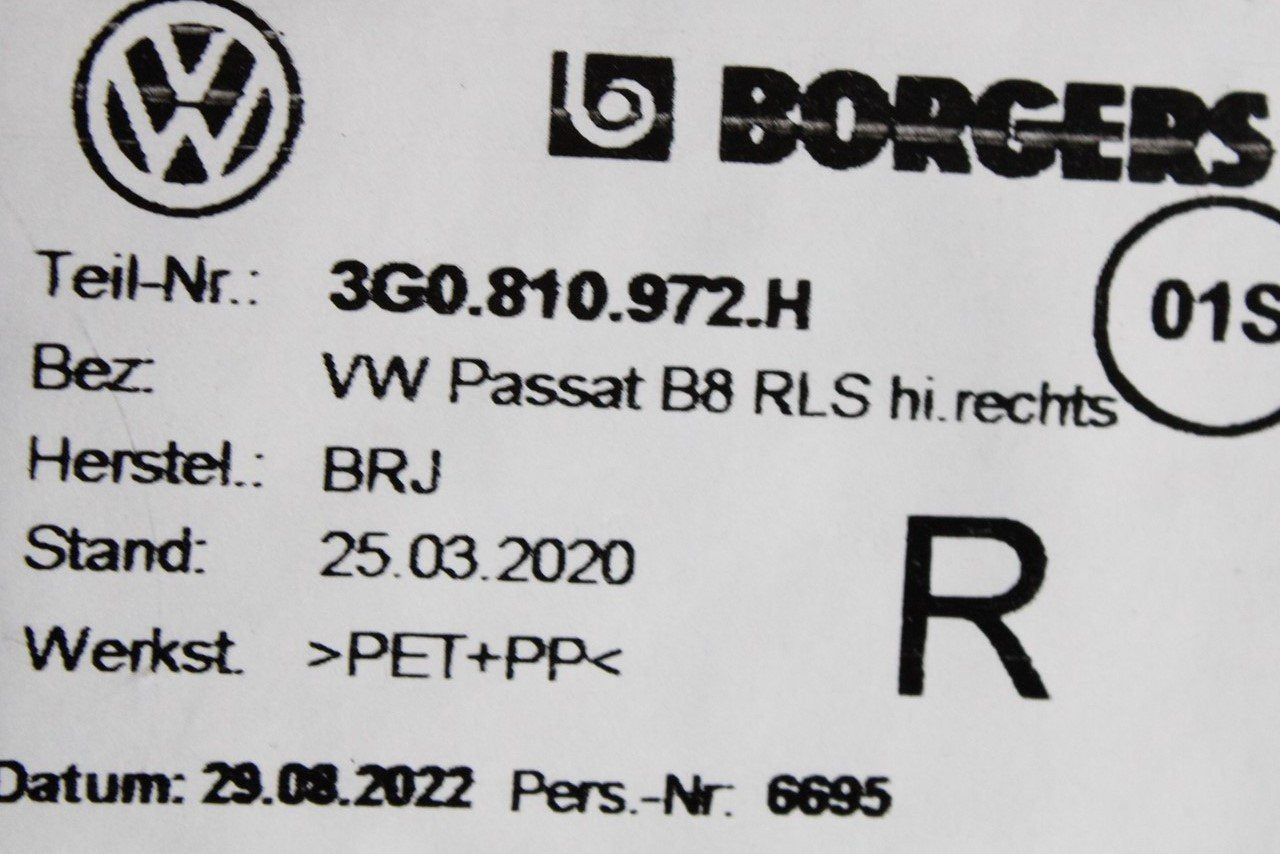 BORGERS
Teil-Nr.: 3G0.810.972.H
01S
Bez: VW Passat B8 RLS hi.rechts
Herstel.: BRJ
Stand: 25.03.2020
R
Werkst. >PET+PP<
Datum: 29.08.2022 Pers.-Nr: 6695